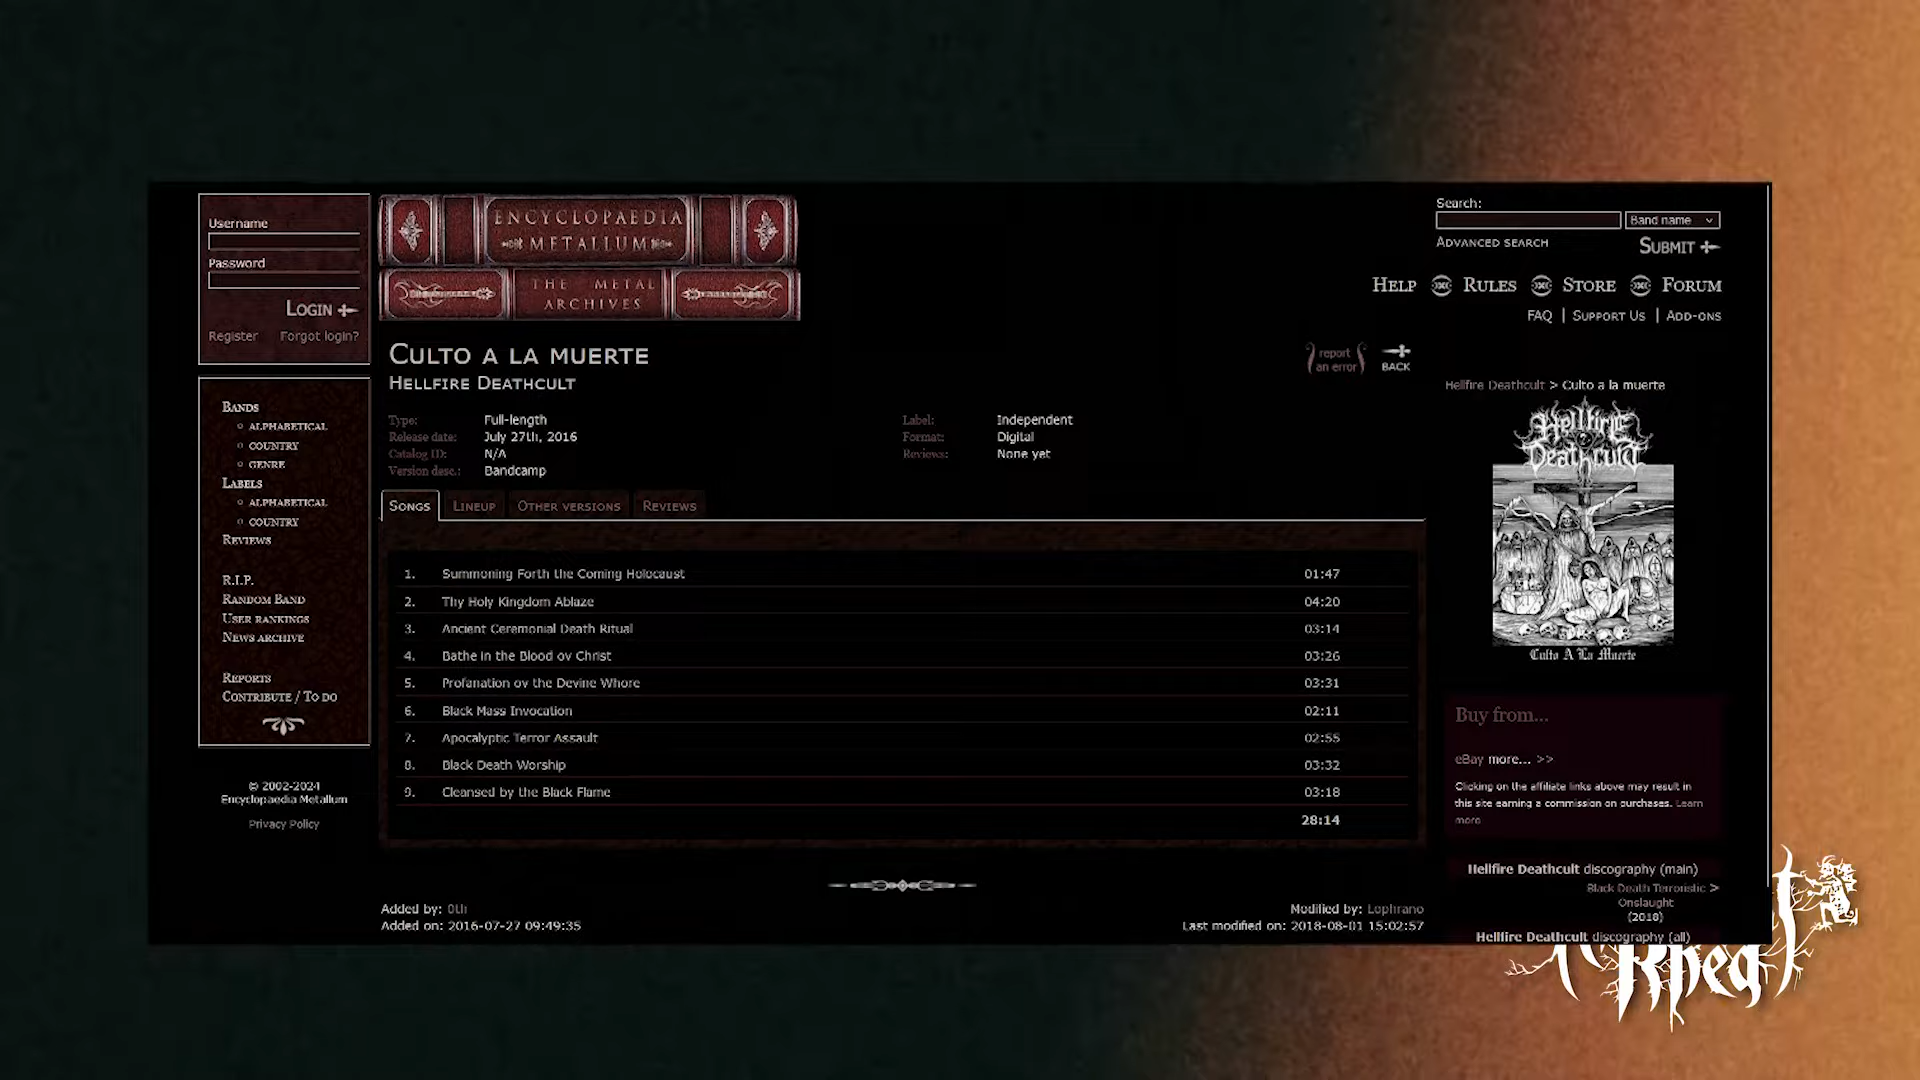 Username
Password
LOGIN
Register Forgot login?
ENCYCLOPAEDIA
METALLUM
THE METAL
ARCHIVES
Search:
Band name
ADVANCED SEARCH SUBMIT
HELP RULES STORE FORUM
FAQ | SUPPORT US | ADD-ONS
CULTO A LA MUERTE
HELLFIRE DEATHCULT
report
an error
BACK
Type: Full-length
Release date: July 27th, 2016
Catalog ID: N/A
Version desc.: Bandcamp
Label: Independent
Format: Digital
Reviews: None yet
Hellfire Deathcult > Culto a la muerte
Hellfire
Deathcult
Culto A La Muerte
BANDS
ALPHABETICAL
COUNTRY
GENRE
LABELS
ALPHABETICAL
COUNTRY
REVIEWS
R.I.P.
RANDOM BAND
USER RANKINGS
NEWS ARCHIVE
REPORTS
CONTRIBUTE / TO DO
© 2002-2024
Encyclopaedia Metallum
Privacy Policy
SONGS LINEUP OTHER VERSIONS REVIEWS
1. Summoning Forth the Coming Holocaust 01:47
2. Thy Holy Kingdom Ablaze 04:20
3. Ancient Ceremonial Death Ritual 03:14
4. Bathe in the Blood ov Christ 03:26
5. Profanation ov the Devine Whore 03:31
6. Black Mass Invocation 02:11
7. Apocalyptic Terror Assault 02:55
8. Black Death Worship 03:32
9. Cleansed by the Black Flame 03:18
28:14
Buy from...
eBay more... >>
Clicking on the affiliate links above may result in
this site earning a commission on purchases. Learn
more
Hellfire Deathcult discography (main)
Black Death Terroristic >
Onslaught
(2018)
Hellfire Deathcult discography (all)
Added by: 0th
Added on: 2016-07-27 09:49:35
Modified by: Lophrano
Last modified on: 2018-08-01 15:02:57